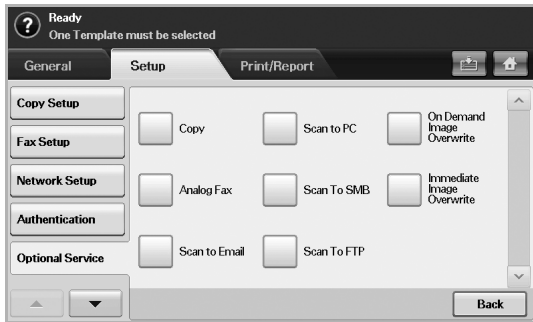 ?
Ready
One Template must be selected
General
Setup
Print/Report
Copy Setup
Fax Setup
Network Setup
Authentication
Optional Service
Copy
Scan to PC
On Demand
Image
Overwrite
Analog Fax
Scan To SMB
Immediate
Image
Overwrite
Scan to Email
Scan To FTP
Back